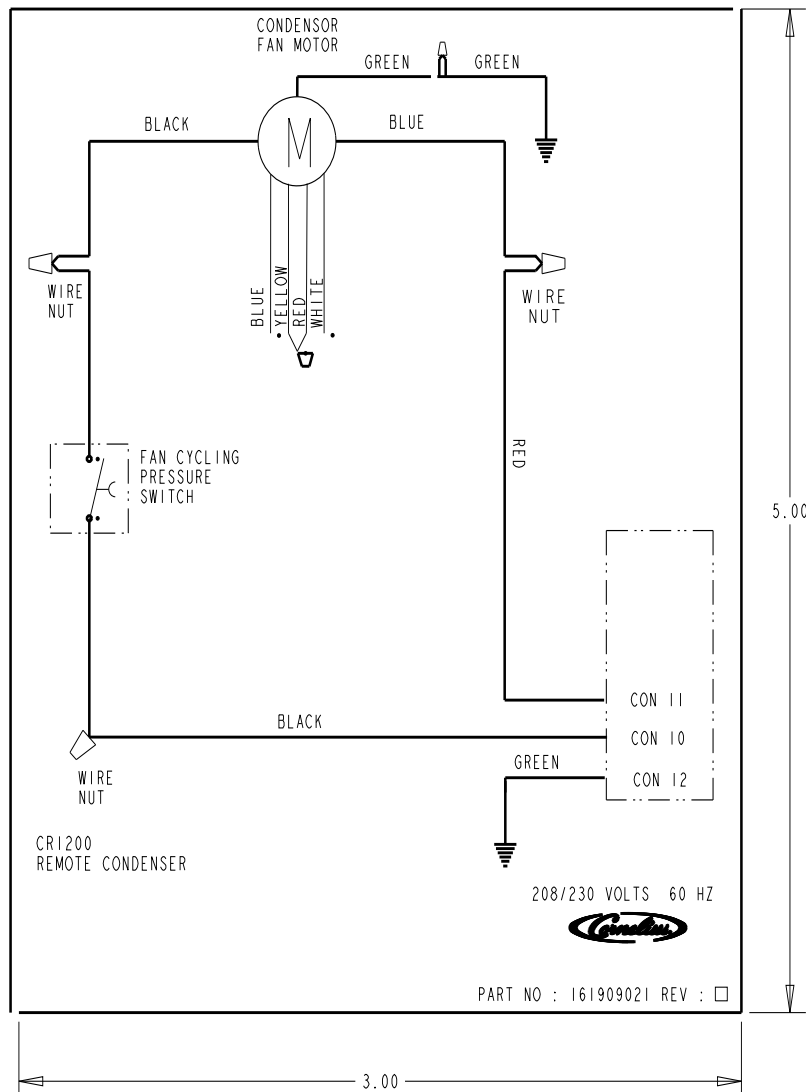 CONDENSOR
FAN MOTOR
GREEN
GREEN
BLACK
BLUE
M
WIRE
NUT
BLUE
YELLOW
RED
WHITE
WIRE
NUT
FAN CYCLING
PRESSURE
SWITCH
RED
5.00
CON 11
BLACK
CON 10
GREEN
CON 12
WIRE
NUT
CR1200
REMOTE CONDENSER
208/230 VOLTS 60 HZ
Cornelius
PART NO : 161909021 REV : □
3.00